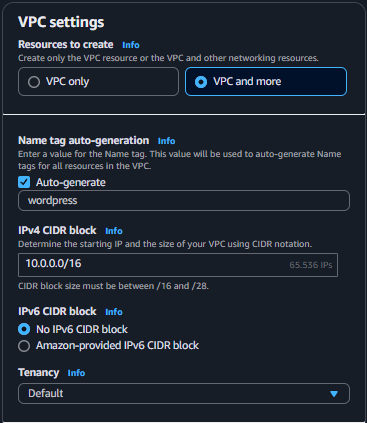 VPC settings
Resources to create Info
Create only the VPC resource or the VPC and other networking resources.
VPC only
VPC and more
Name tag auto-generation Info
Enter a value for the Name tag. This value will be used to auto-generate Name
tags for all resources in the VPC.
Auto-generate
wordpress
IPv4 CIDR block Info
Determine the starting IP and the size of your VPC using CIDR notation.
10.0.0.0/16 65.536 IPs
CIDR block size must be between /16 and /28.
IPv6 CIDR block Info
No IPv6 CIDR block
Amazon-provided IPv6 CIDR block
Tenancy Info
Default